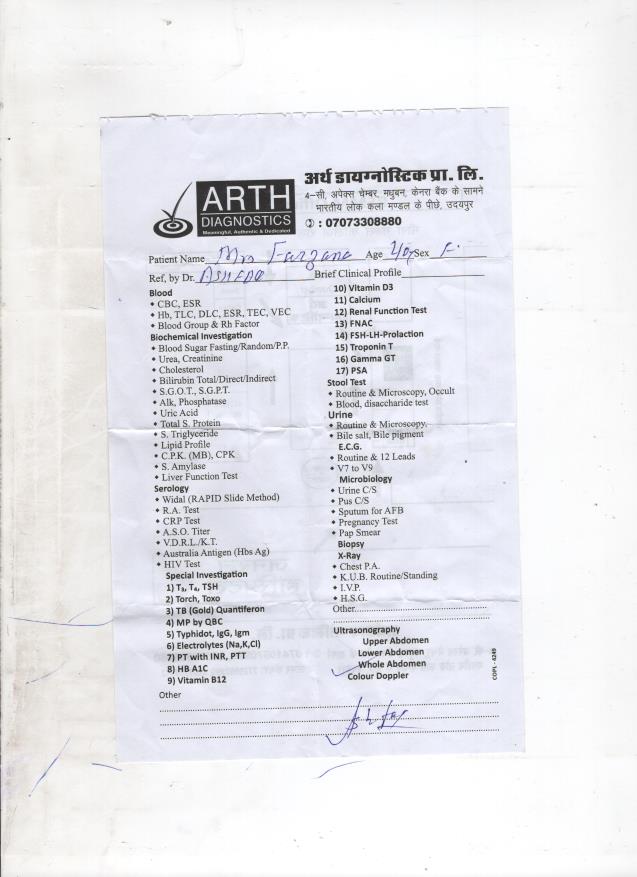 ARTH
DIAGNOSTICS
Meaningful, Authentic & Dedicated
अर्थ डायग्नोस्टिक प्रा. लि.
4-सी, अपेक्स चेम्बर, मधुबन, केनरा बैंक के सामने
भारतीय लोक कला मण्डल के पीछे, उदयपुर
: 07073308880
Patient Name Mrs Farzana Age 40y Sex F.
Ref, by Dr. Brief Clinical Profile
Blood
CBC, ESR
Hb, TLC, DLC, ESR, TEC, VEC
Blood Group & Rh Factor
Biochemical Investigation
Blood Sugar Fasting/Random/P.P.
Urea, Creatinine
Cholesterol
Bilirubin Total/Direct/Indirect
S.G.O.T., S.G.P.T.
Alk, Phosphatase
Uric Acid
Total S. Protein
S. Triglyceride
Lipid Profile
C.P.K. (MB), CPK
S. Amylase
Liver Function Test
Serology
Widal (RAPID Slide Method)
R.A. Test
CRP Test
A.S.O. Titer
V.D.R.L./K.T.
Australia Antigen (Hbs Ag)
HIV Test
Special Investigation
1) T₃, T₄, TSH
2) Torch, Toxo
3) TB (Gold) Quantiferon
4) MP by QBC
5) Typhidot, IgG, Igm
6) Electrolytes (Na,K,Cl)
7) PT with INR, PTT
8) HB A1C
9) Vitamin B12
Other
10) Vitamin D3
11) Calcium
12) Renal Function Test
13) FNAC
14) FSH-LH-Prolaction
15) Troponin T
16) Gamma GT
17) PSA
Stool Test
Routine & Microscopy, Occult
Blood, disaccharide test
Urine
Routine & Microscopy.
Bile salt, Bile pigment
E.C.G.
Routine & 12 Leads
V7 to V9
Microbiology
Urine C/S
Pus C/S
Sputum for AFB
Pregnancy Test
Pap Smear
Biopsy
X-Ray
Chest P.A.
K.U.B. Routine/Standing
I.V.P.
H.S.G.
Other
Ultrasonography
Upper Abdomen
Lower Abdomen
Whole Abdomen
Colour Doppler
COPL - 4249